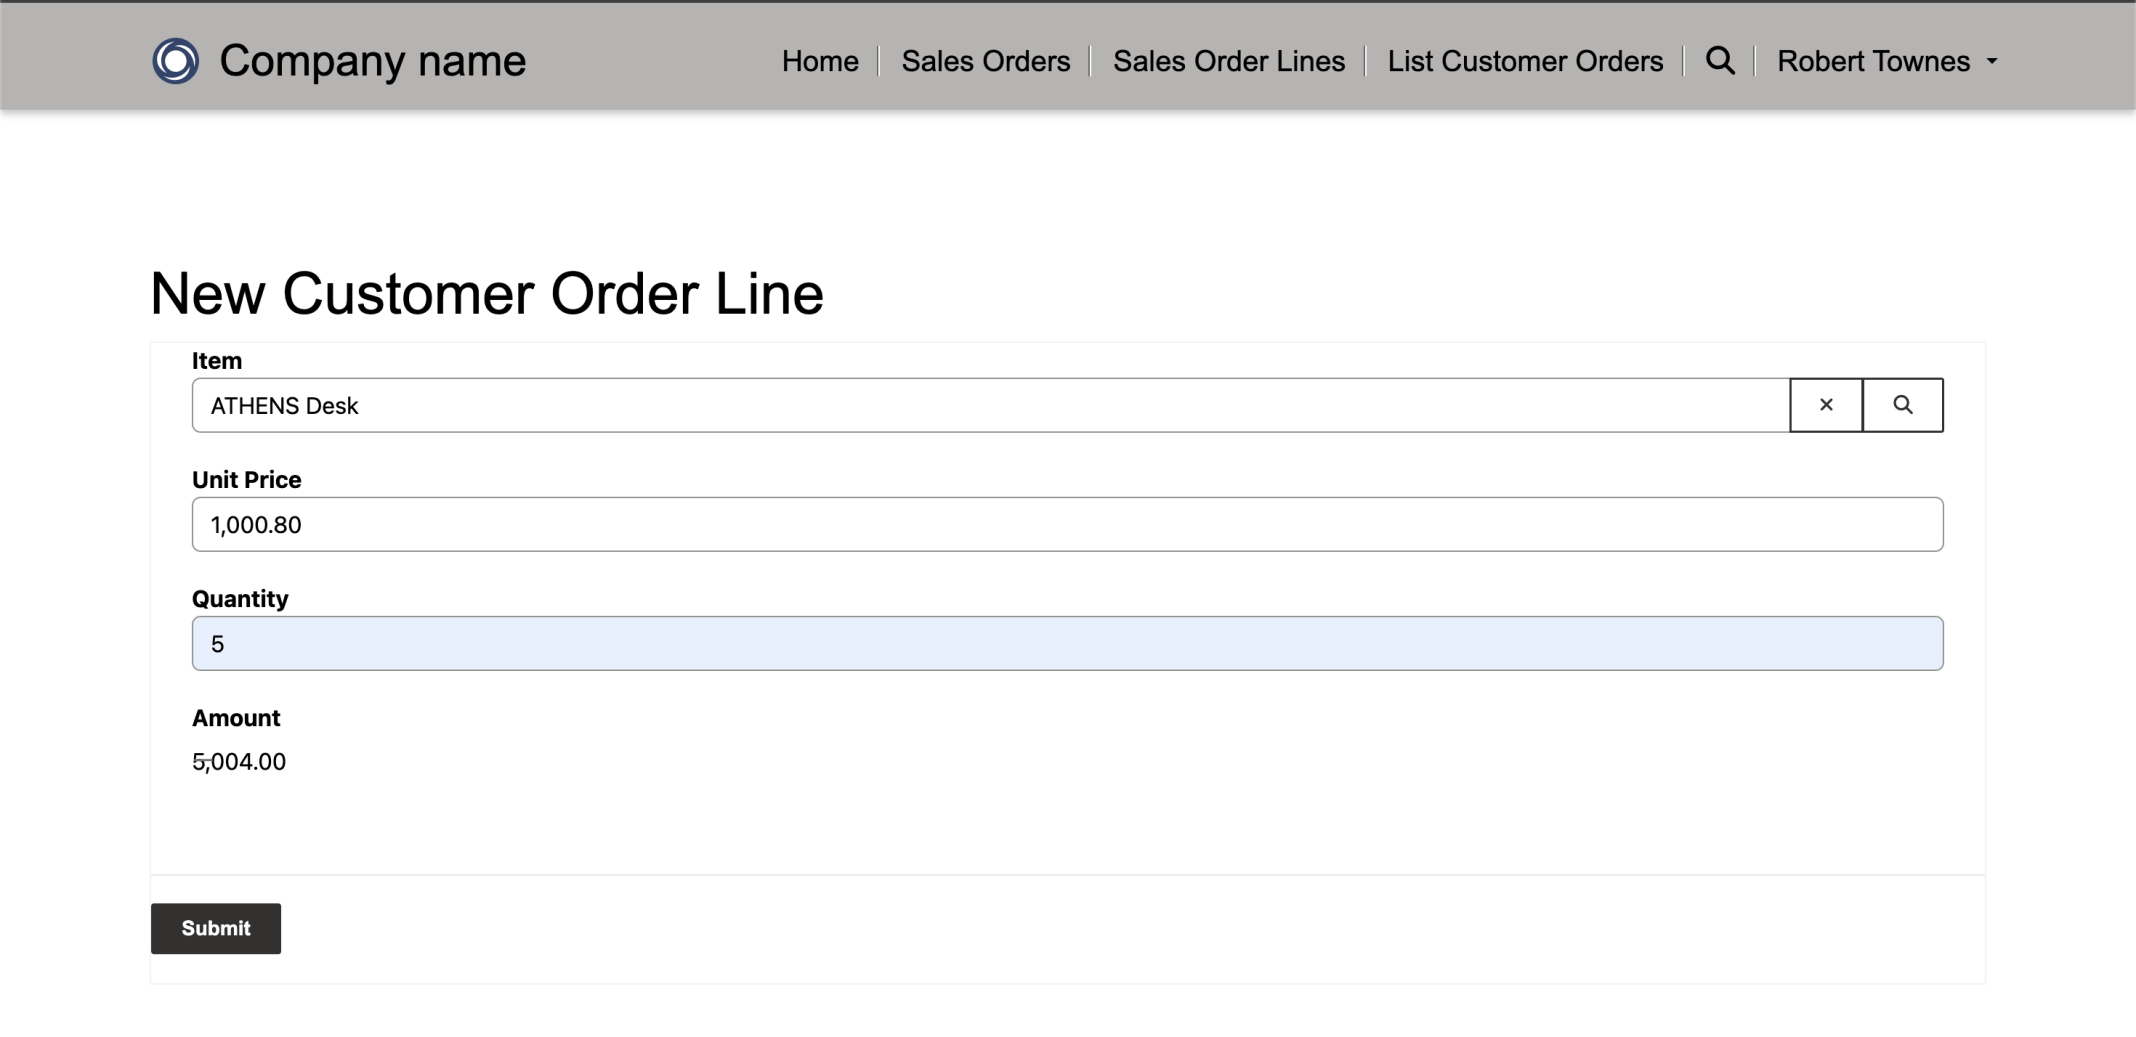 Company name
Home
Sales Orders
Sales Order Lines
List Customer Orders
Robert Townes
New Customer Order Line
Item
ATHENS Desk
Unit Price
1,000.80
Quantity
5
Amount
5,004.00
Submit